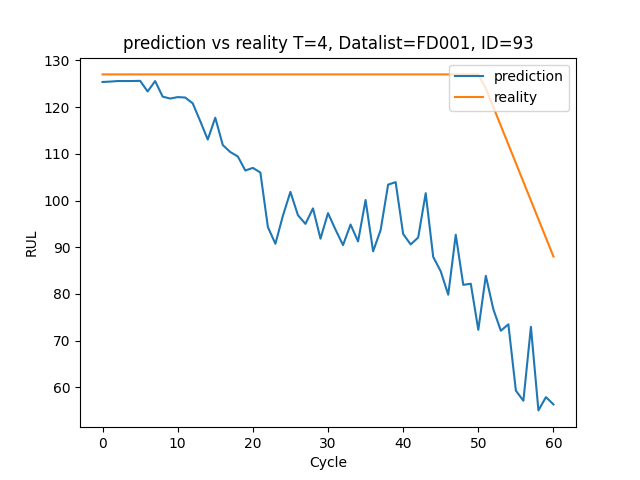 prediction vs reality T=4, Datalist=FD001, ID=93
prediction
reality
130
120
110
100
90
80
70
60
RUL
0 10 20 30 40 50 60
Cycle